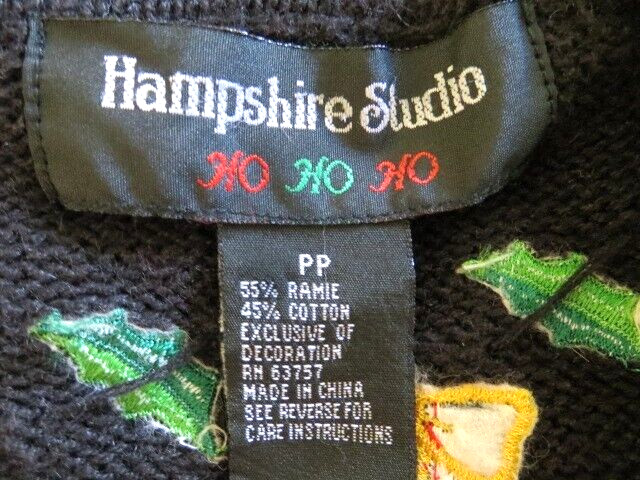 Hampshire Studio
HO HO HO
PP
55% RAMIE
45% COTTON
EXCLUSIVE OF
DECORATION
RN 63757
MADE IN CHINA
SEE REVERSE FOR
CARE INSTRUCTIONS